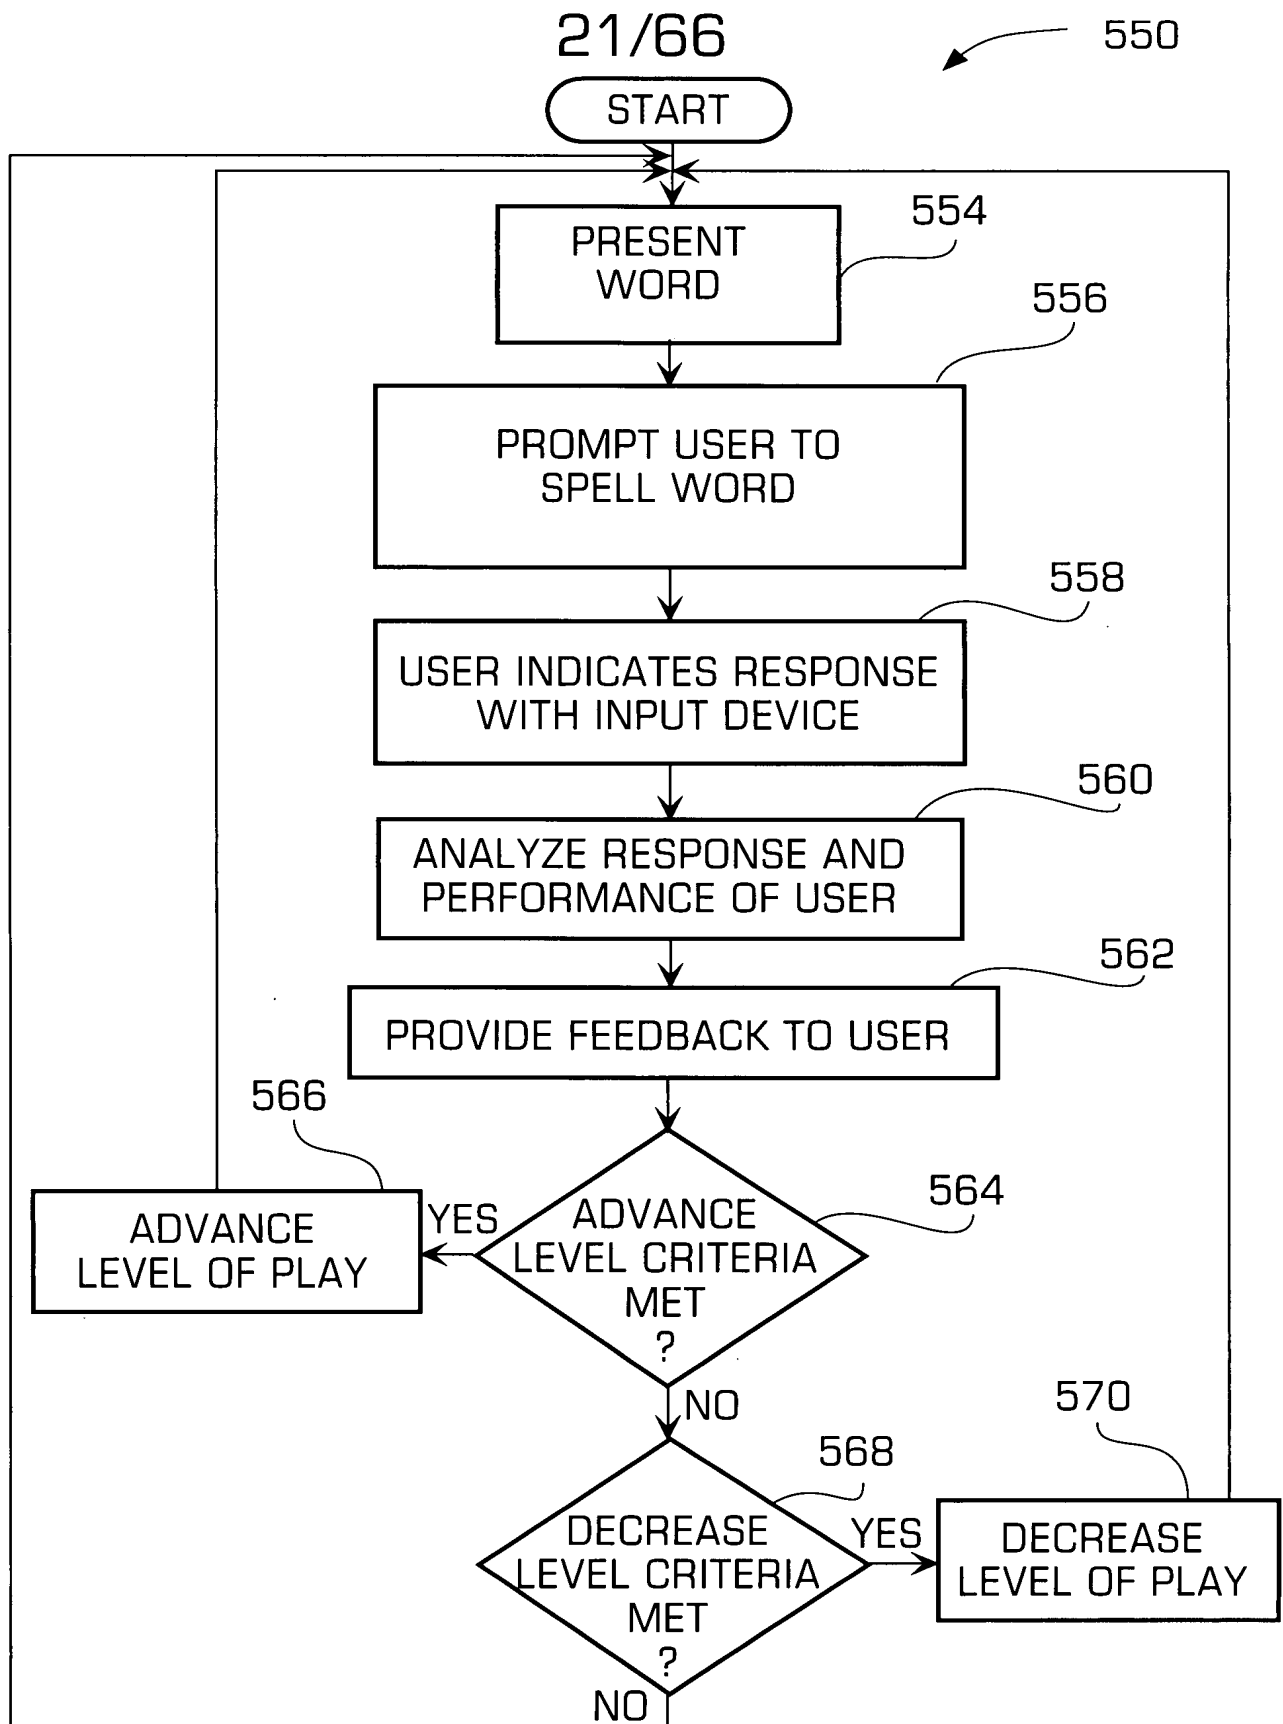 21/66
550
START
554
PRESENT
WORD
556
PROMPT USER TO
SPELL WORD
558
USER INDICATES RESPONSE
WITH INPUT DEVICE
560
ANALYZE RESPONSE AND
PERFORMANCE OF USER
562
PROVIDE FEEDBACK TO USER
566
ADVANCE
LEVEL OF PLAY
YES
564
ADVANCE
LEVEL CRITERIA
MET
?
NO
568
570
DECREASE
LEVEL CRITERIA
MET
?
YES
DECREASE
LEVEL OF PLAY
NO